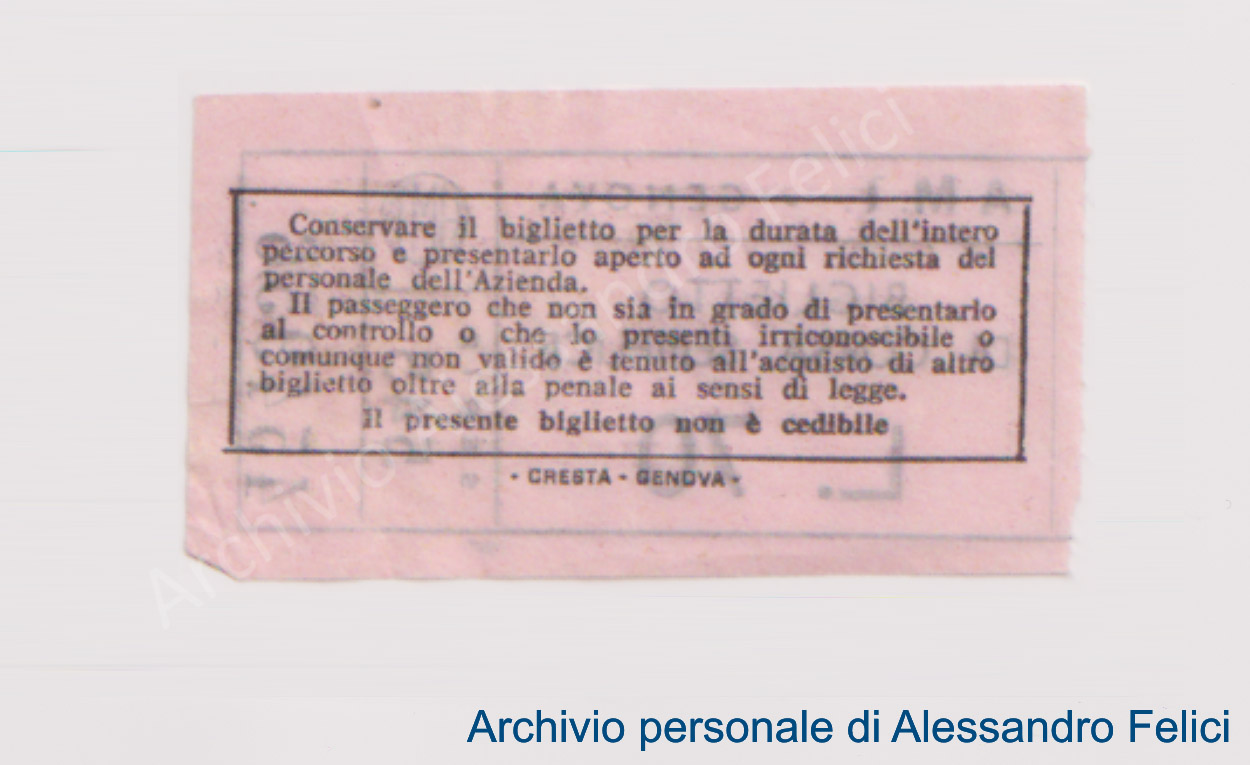 Conservare il biglietto per la durata dell'intero
percorso e presentarlo aperto ad ogni richiesta del
personale dell'Azienda.
Il passeggero che non sia in grado di presentarlo
al controllo o che lo presenti irriconoscibile o
comunque non valido è tenuto all'acquisto di altro
biglietto oltre alla penale ai sensi di legge.
Il presente biglietto non è cedibile
- CRESTA - GENOVA -
Archivio personale di Alessandro Felici